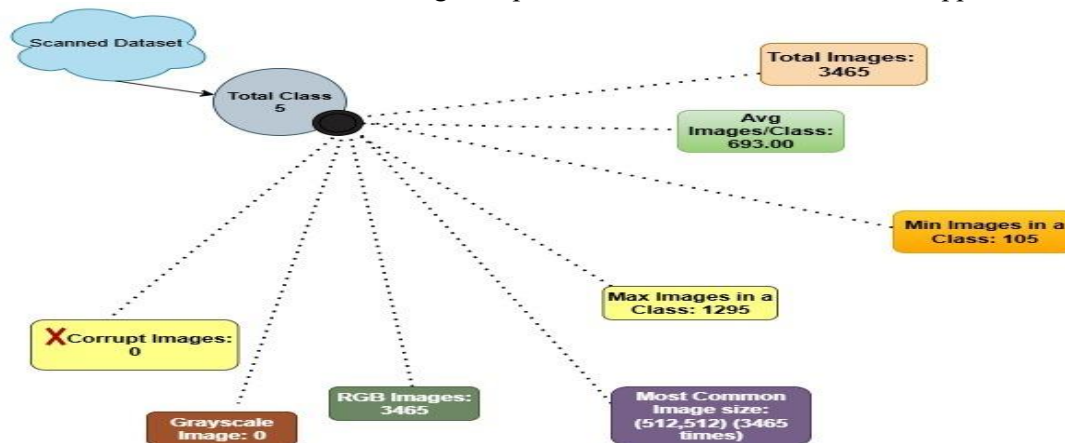 Scanned Dataset
Total Class
5
Total Images:
3465
Avg
Images/Class:
693.00
Min Images in a
Class: 105
Max Images in a
Class: 1295
XCorrupt Images:
0
RGB Images:
3465
Most Common
Image size:
(512,512) (3465
times)
Grayscale
Image: 0